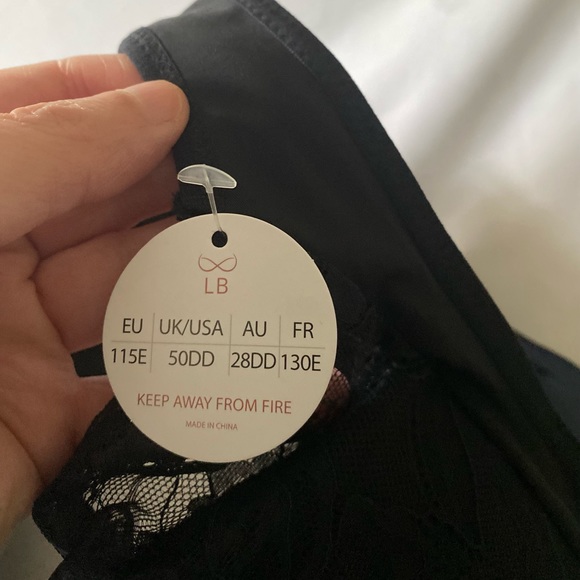 LB
EU UK/USA AU FR
115E 50DD 28DD 130E
KEEP AWAY FROM FIRE
MADE IN CHINA